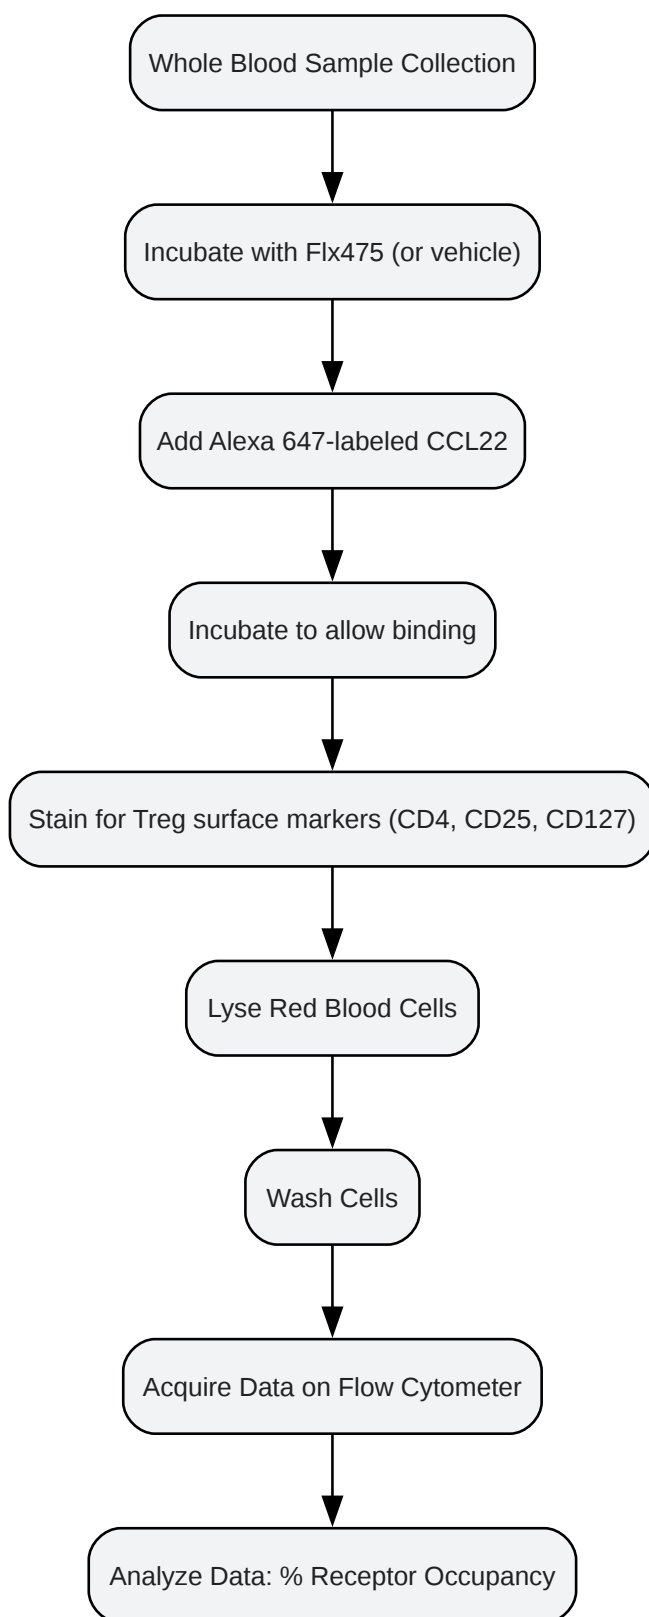 Whole Blood Sample Collection
Incubate with Flx475 (or vehicle)
Add Alexa 647-labeled CCL22
Incubate to allow binding
Stain for Treg surface markers (CD4, CD25, CD127)
Lyse Red Blood Cells
Wash Cells
Acquire Data on Flow Cytometer
Analyze Data: % Receptor Occupancy